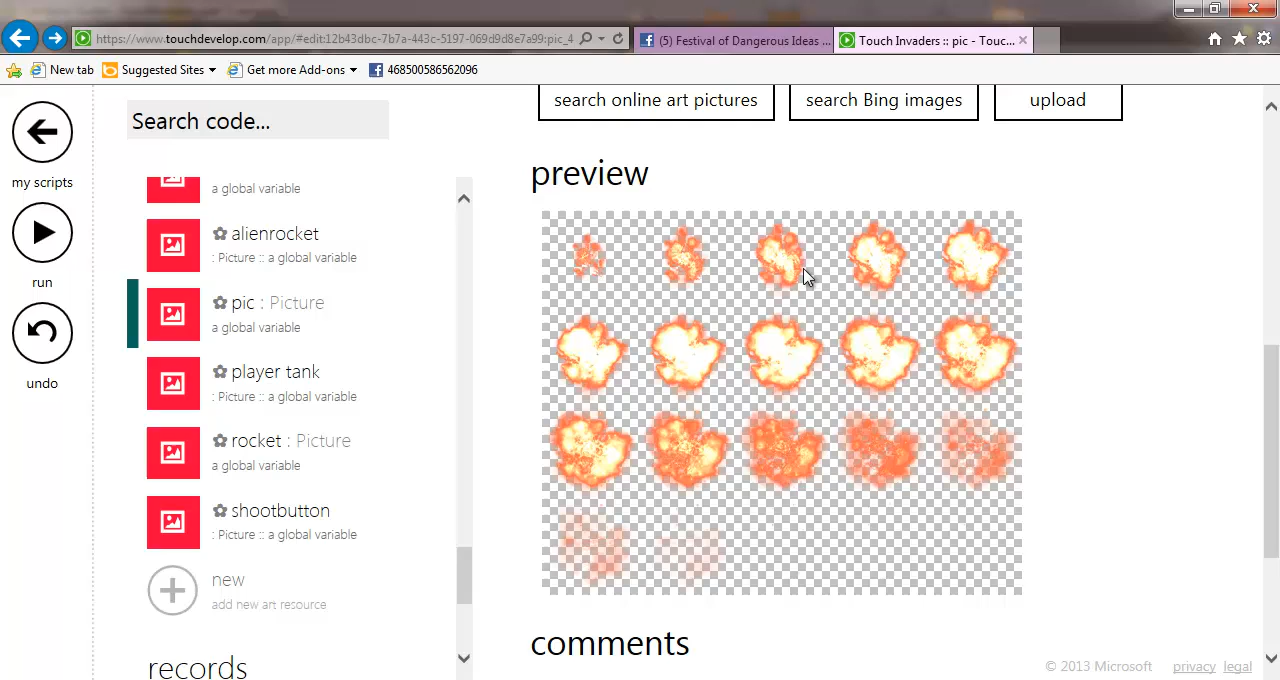 https://www.touchdevelop.com/app/#edit:12b43dbc-7b7a-443c-5197-069d9d8e7a99:pic_4
(5) Festival of Dangerous Ideas ...
Touch Invaders :: pic - Touc...
New tab
Suggested Sites
Get more Add-ons
468500586562096
my scripts
run
undo
Search code...
a global variable
alienrocket
: Picture :: a global variable
pic : Picture
a global variable
player tank
: Picture :: a global variable
rocket : Picture
a global variable
shootbutton
: Picture :: a global variable
new
add new art resource
records
search online art pictures
search Bing images
upload
preview
comments
© 2013 Microsoft
privacy
legal